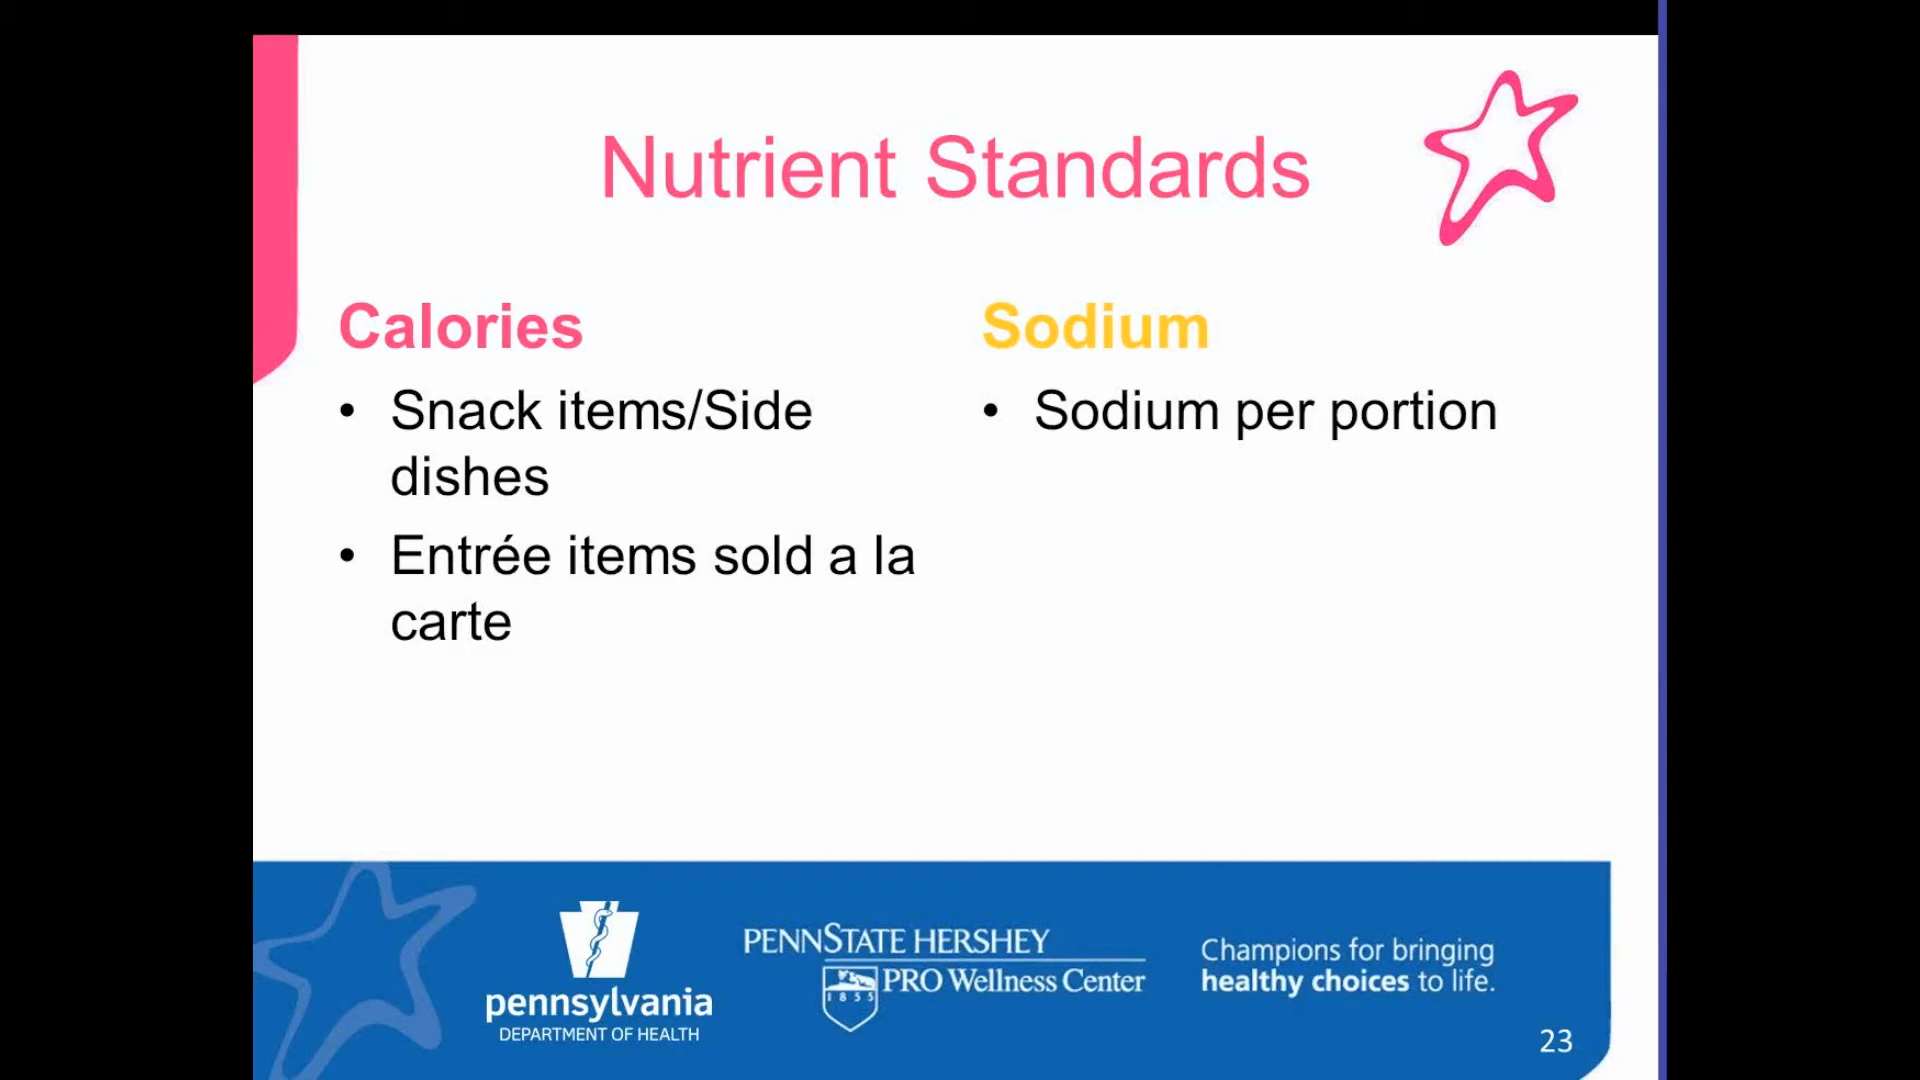 Nutrient Standards
Calories
• Snack items/Side
dishes
• Entrée items sold a la
carte
Sodium
• Sodium per portion
pennsylvania
DEPARTMENT OF HEALTH
PENNSTATE HERSHEY
1855
PRO Wellness Center
Champions for bringing
healthy choices to life.
23